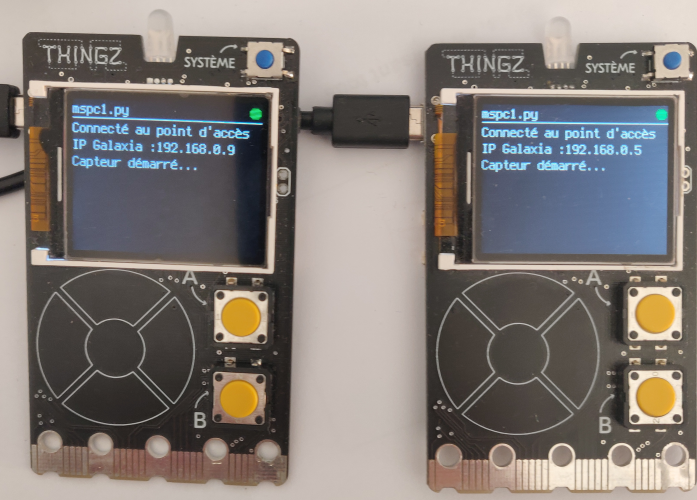 THINGZ
SYSTÈME
mspc1.py
Connecté au point d'accès
IP Galaxia :192.168.0.9
Capteur démarré...
A
B
THINGZ
SYSTÈME
mspc1.py
Connecté au point d'accès
IP Galaxia :192.168.0.5
Capteur démarré...
A
B